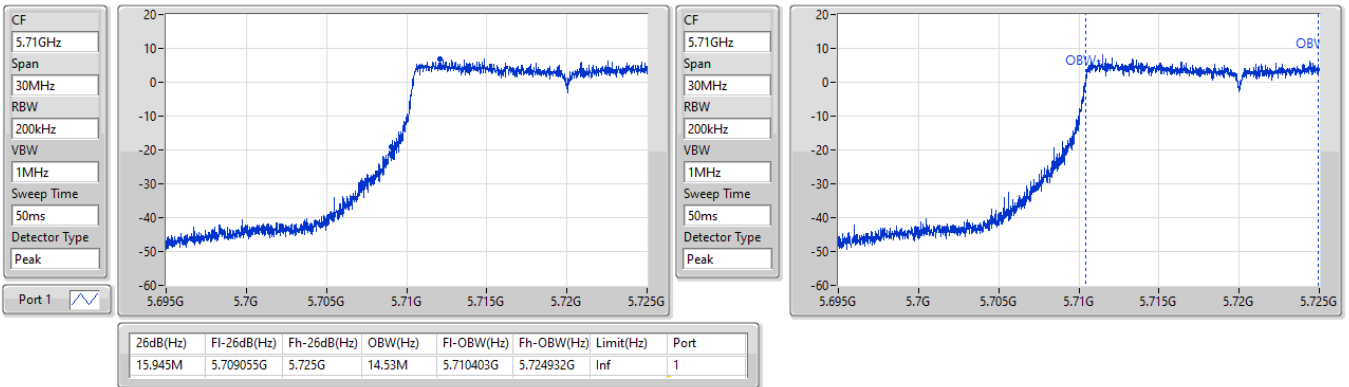 CF
5.71GHz
Span
30MHz
RBW
200kHz
VBW
1MHz
Sweep Time
50ms
Detector Type
Peak
Port 1
20
10
0
-10
-20
-30
-40
-50
-60
5.695G 5.7G 5.705G 5.71G 5.715G 5.72G 5.725G
CF
5.71GHz
Span
30MHz
RBW
200kHz
VBW
1MHz
Sweep Time
50ms
Detector Type
Peak
20
10
0
-10
-20
-30
-40
-50
-60
OBW
OBW
5.695G 5.7G 5.705G 5.71G 5.715G 5.72G 5.725G
26dB(Hz) Fl-26dB(Hz) Fh-26dB(Hz) OBW(Hz) Fl-OBW(Hz) Fh-OBW(Hz) Limit(Hz) Port
15.945M 5.709055G 5.725G 14.53M 5.710403G 5.724932G Inf 1